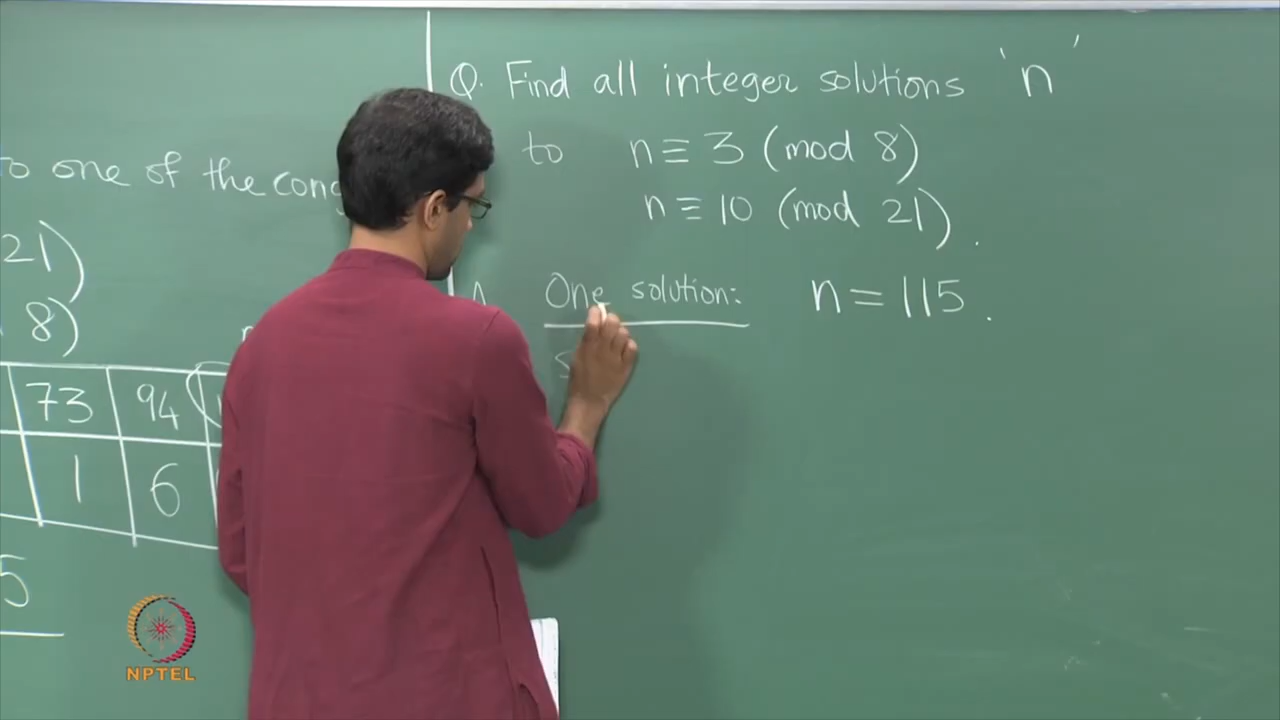 to one of the cong
21)
8)
73 94
1 6
5
Q. Find all integer solutions 'n'
to n ≡ 3 (mod 8)
n ≡ 10 (mod 21).
A One solution: n = 115.
S
NPTEL